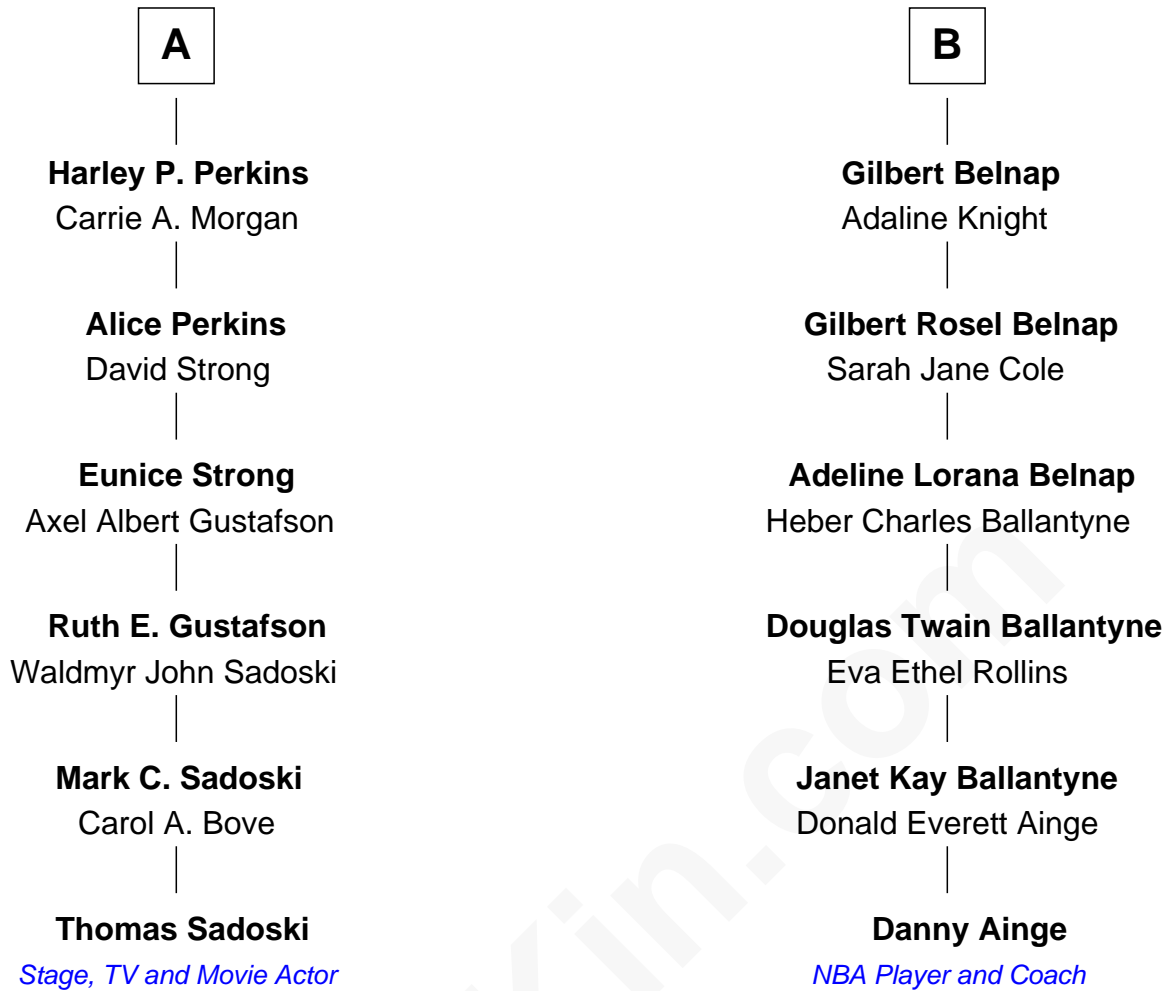 A
Harley P. Perkins
Carrie A. Morgan
Alice Perkins
David Strong
Eunice Strong
Axel Albert Gustafson
Ruth E. Gustafson
Waldmyr John Sadoski
Mark C. Sadoski
Carol A. Bove
Thomas Sadoski
Stage, TV and Movie Actor
B
Gilbert Belnap
Adaline Knight
Gilbert Rosel Belnap
Sarah Jane Cole
Adeline Lorana Belnap
Heber Charles Ballantyne
Douglas Twain Ballantyne
Eva Ethel Rollins
Janet Kay Ballantyne
Donald Everett Ainge
Danny Ainge
NBA Player and Coach
Kin.com